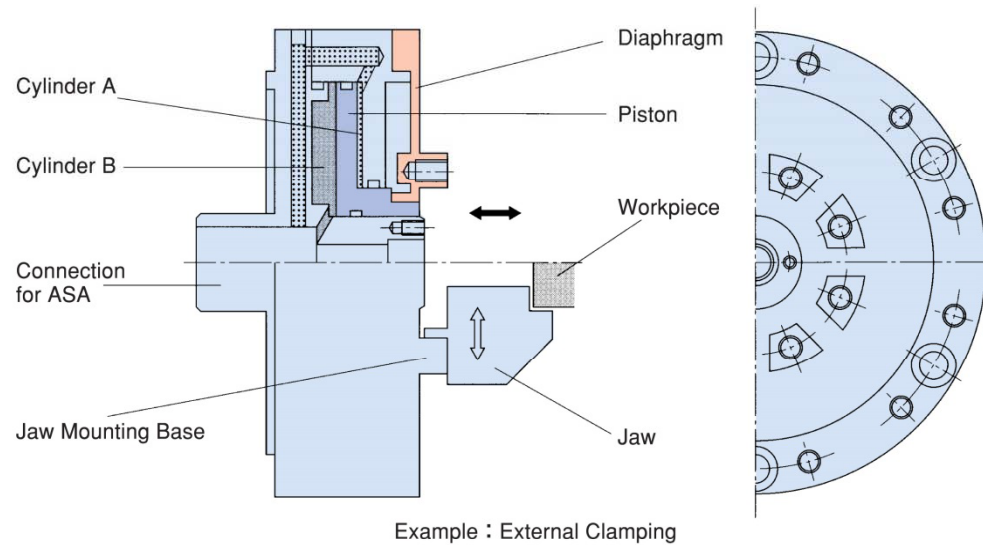 Diaphragm
Cylinder A
Piston
Cylinder B
Workpiece
Connection
for ASA
Jaw Mounting Base
Jaw
Example : External Clamping